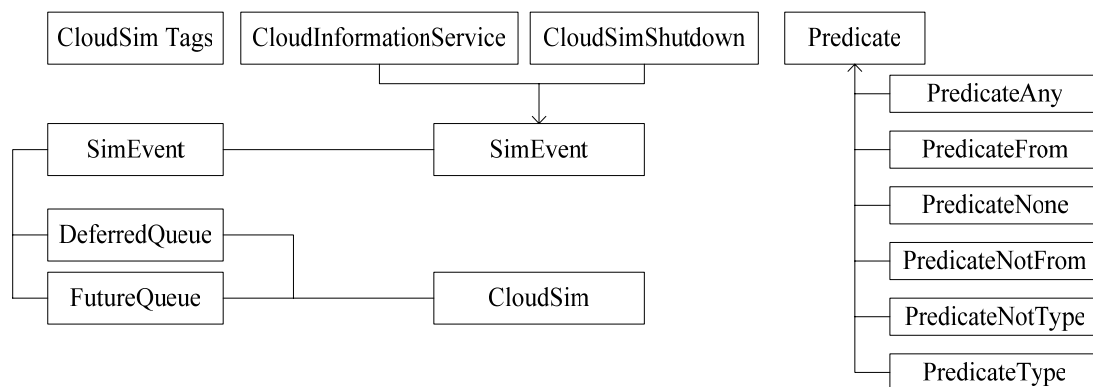 CloudSim Tags
CloudInformationService
CloudSimShutdown
Predicate
PredicateAny
SimEvent
SimEvent
PredicateFrom
PredicateNone
DeferredQueue
PredicateNotFrom
FutureQueue
CloudSim
PredicateNotType
PredicateType